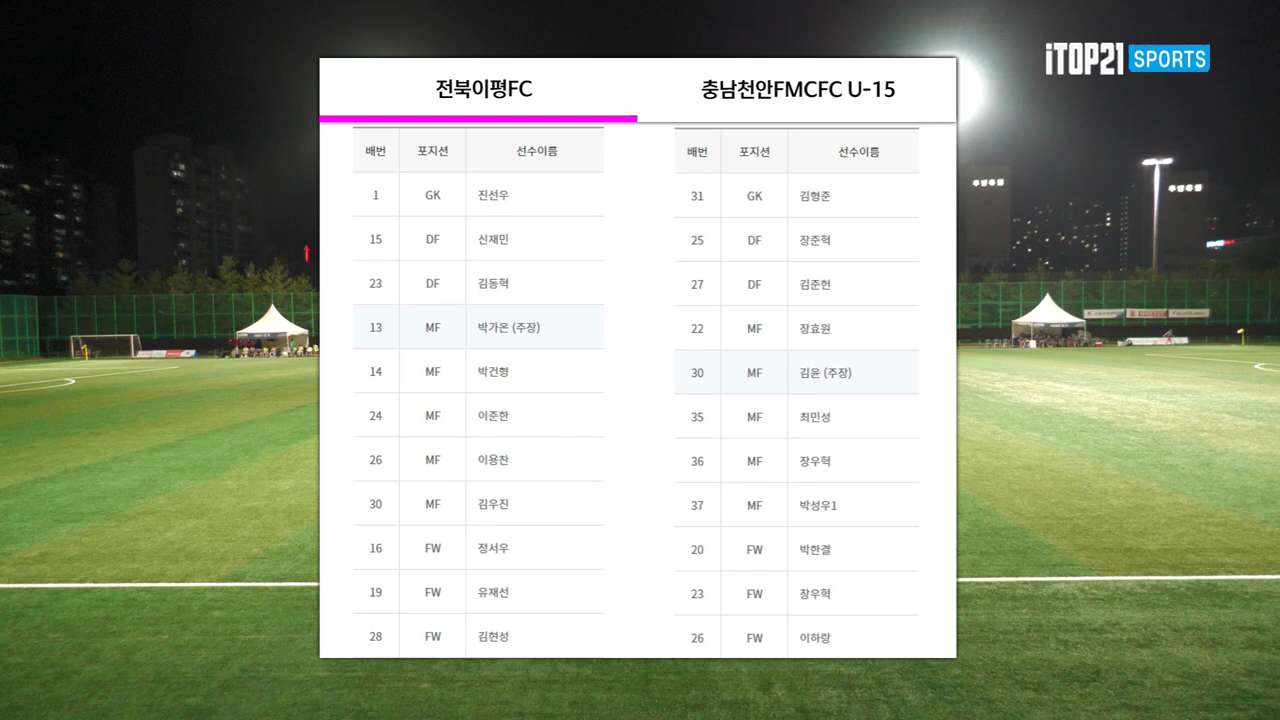 iTOP21 SPORTS
전북이평FC
배번 포지션 선수이름
1 GK 진선우
15 DF 신재민
23 DF 김동혁
13 MF 박가온 (주장)
14 MF 박건형
24 MF 이준한
26 MF 이용찬
30 MF 김우진
16 FW 정서우
19 FW 유재선
28 FW 김현성
충남천안FMCFC U-15
배번 포지션 선수이름
31 GK 김형준
25 DF 장준혁
27 DF 김준현
22 MF 장효원
30 MF 김윤 (주장)
35 MF 최민성
36 MF 장우혁
37 MF 박성우1
20 FW 박한결
23 FW 장우혁
26 FW 이하랑